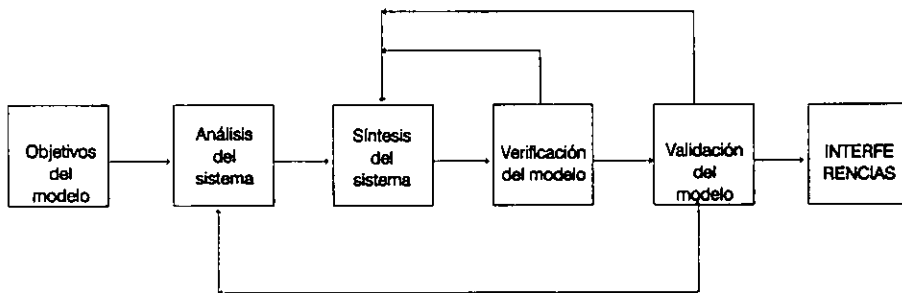 Objetivos
del
modelo
Análisis
del
sistema
Síntesis
del
sistema
Verificación
del modelo
Validación
del
modelo
INTERFE
RENCIAS